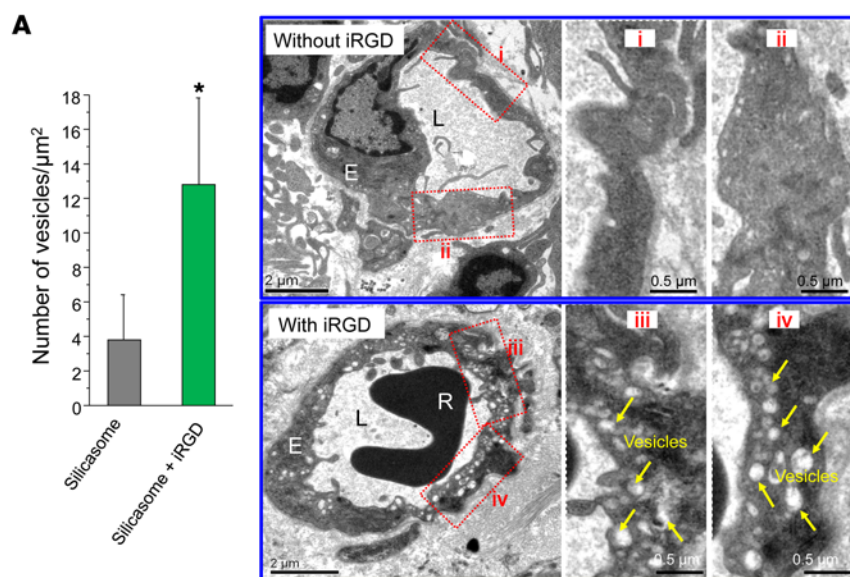 A
Number of vesicles/µm²
18
16
14
12
10
8
6
4
2
0
*
Silicasome
Silicasome + iRGD
Without iRGD
i
L
E
ii
2 µm
i
0.5 µm
ii
0.5 µm
With iRGD
iii
R
L
E
iv
2 µm
iii
Vesicles
0.5 µm
iv
Vesicles
0.5 µm